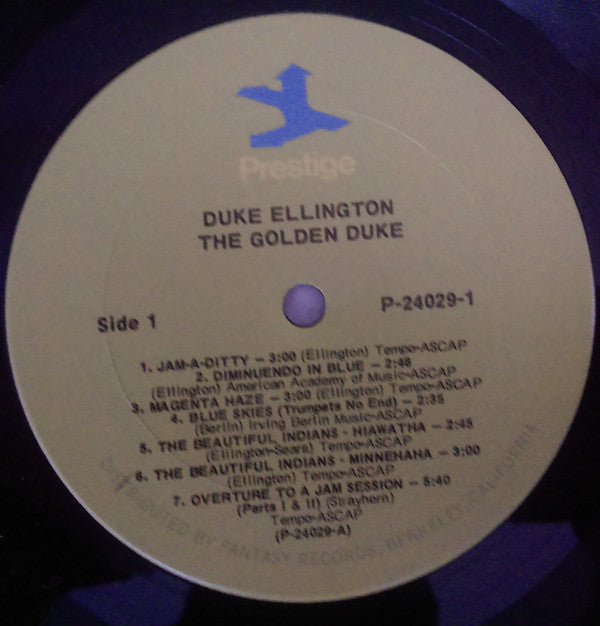 Prestige
DUKE ELLINGTON
THE GOLDEN DUKE
Side 1
P-24029-1
1. JAM-A-DITTY – 3:00 (Ellington) Tempo-ASCAP
2. DIMINUENDO IN BLUE – 2:48
(Ellington) American Academy of Music-ASCAP
3. MAGENTA HAZE – 3:00 (Ellington) Tempo-ASCAP
4. BLUE SKIES (Trumpets No End) – 2:35
(Berlin) Irving Berlin Music-ASCAP
5. THE BEAUTIFUL INDIANS - HIAWATHA – 2:45
(Ellington-Sears) Tempo-ASCAP
6. THE BEAUTIFUL INDIANS - MINNEHAHA – 3:00
(Ellington) Tempo-ASCAP
7. OVERTURE TO A JAM SESSION – 5:40
(Parts I & II) (Strayhorn)
Tempo-ASCAP
(P-24029-A)
DISTRIBUTED BY FANTASY RECORDS, BERKELEY, CALIFORNIA